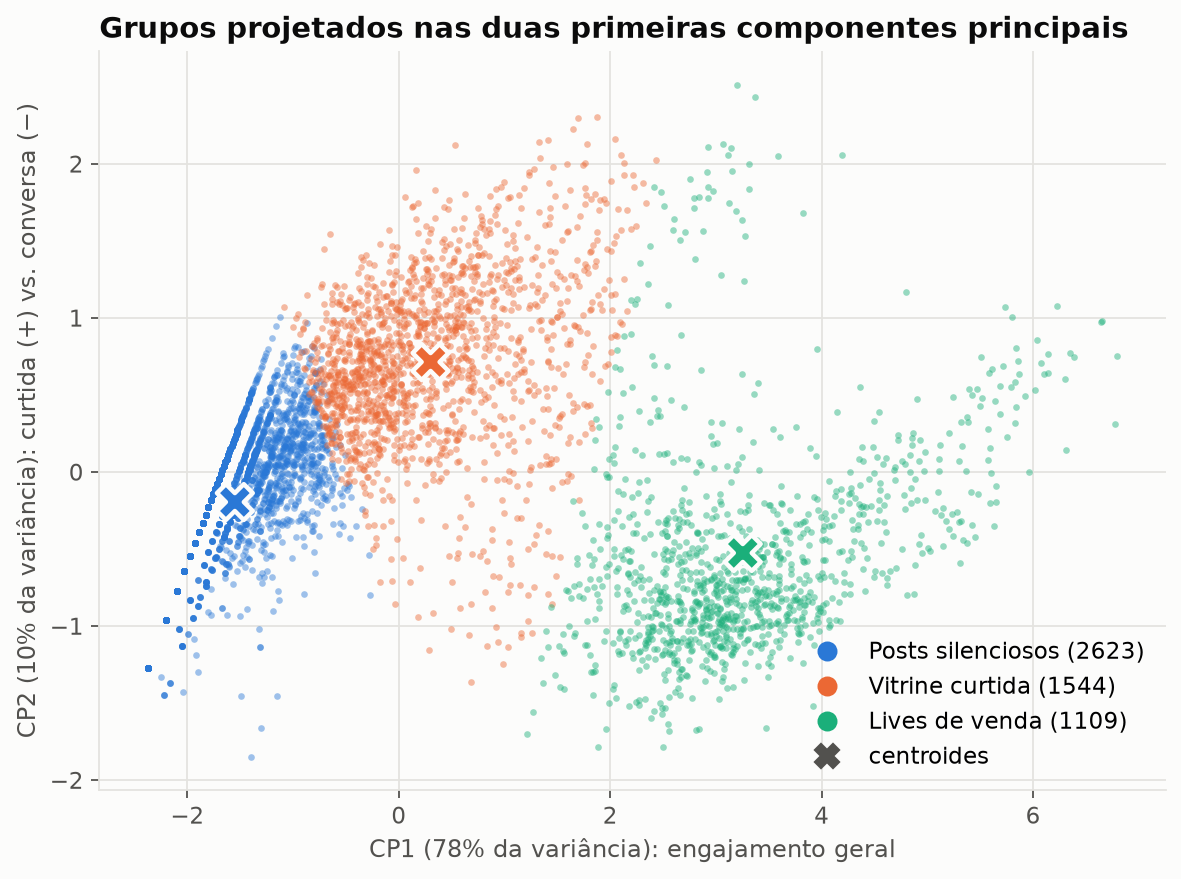 Grupos projetados nas duas primeiras componentes principais
CP2 (10% da variância): curtida (+) vs. conversa (−)
2
1
0
−1
−2
Posts silenciosos (2623)
Vitrine curtida (1544)
Lives de venda (1109)
centroides
−2
0
2
4
6
CP1 (78% da variância): engajamento geral